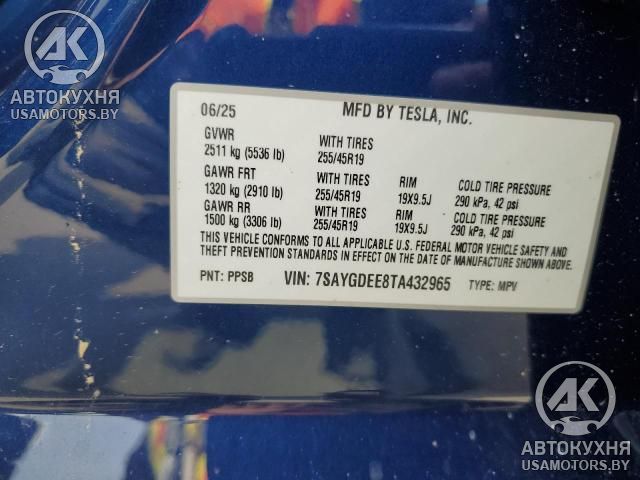 AK
АВТОКУХНЯ
USAMOTORS.BY
06/25 MFD BY TESLA, INC.
GVWR
2511 kg (5536 lb) WITH TIRES 255/45R19
GAWR FRT
1320 kg (2910 lb) WITH TIRES 255/45R19 RIM 19X9.5J COLD TIRE PRESSURE 290 kPa, 42 psi
GAWR RR
1500 kg (3306 lb) WITH TIRES 255/45R19 RIM 19X9.5J COLD TIRE PRESSURE 290 kPa, 42 psi
THIS VEHICLE CONFORMS TO ALL APPLICABLE U.S. FEDERAL MOTOR VEHICLE SAFETY AND
THEFT PREVENTION STANDARDS IN EFFECT ON THE DATE OF MANUFACTURE SHOWN ABOVE.
PNT: PPSB VIN: 7SAYGDEE8TA432965 TYPE: MPV
AK
АВТОКУХНЯ
USAMOTORS.BY